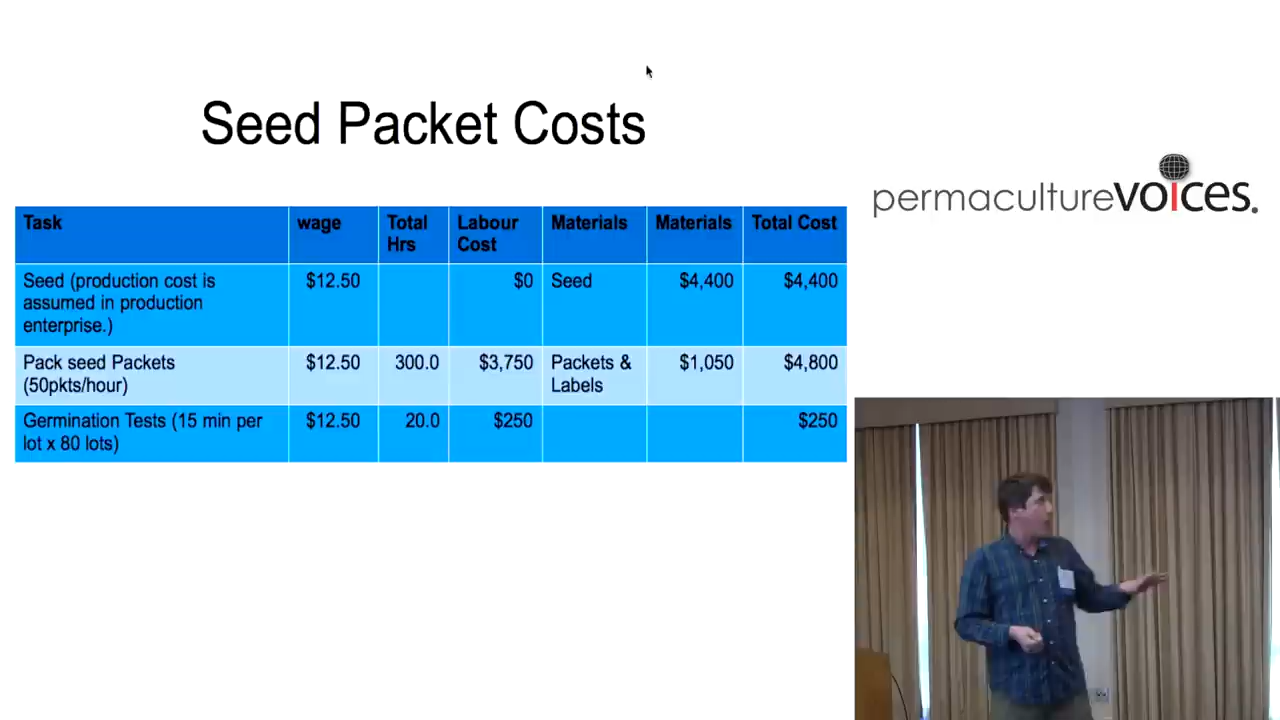 Seed Packet Costs
permaculturevoices.
Task wage Total Hrs Labour Cost Materials Materials Total Cost
Seed (production cost is assumed in production enterprise.) $12.50 $0 Seed $4,400 $4,400
Pack seed Packets (50pkts/hour) $12.50 300.0 $3,750 Packets & Labels $1,050 $4,800
Germination Tests (15 min per lot x 80 lots) $12.50 20.0 $250 $250